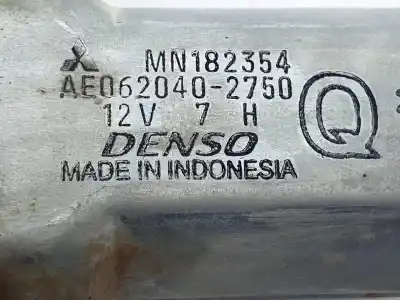 MN182354
AE062040-2750
12V 7 H
DENSO
MADE IN INDONESIA
Q